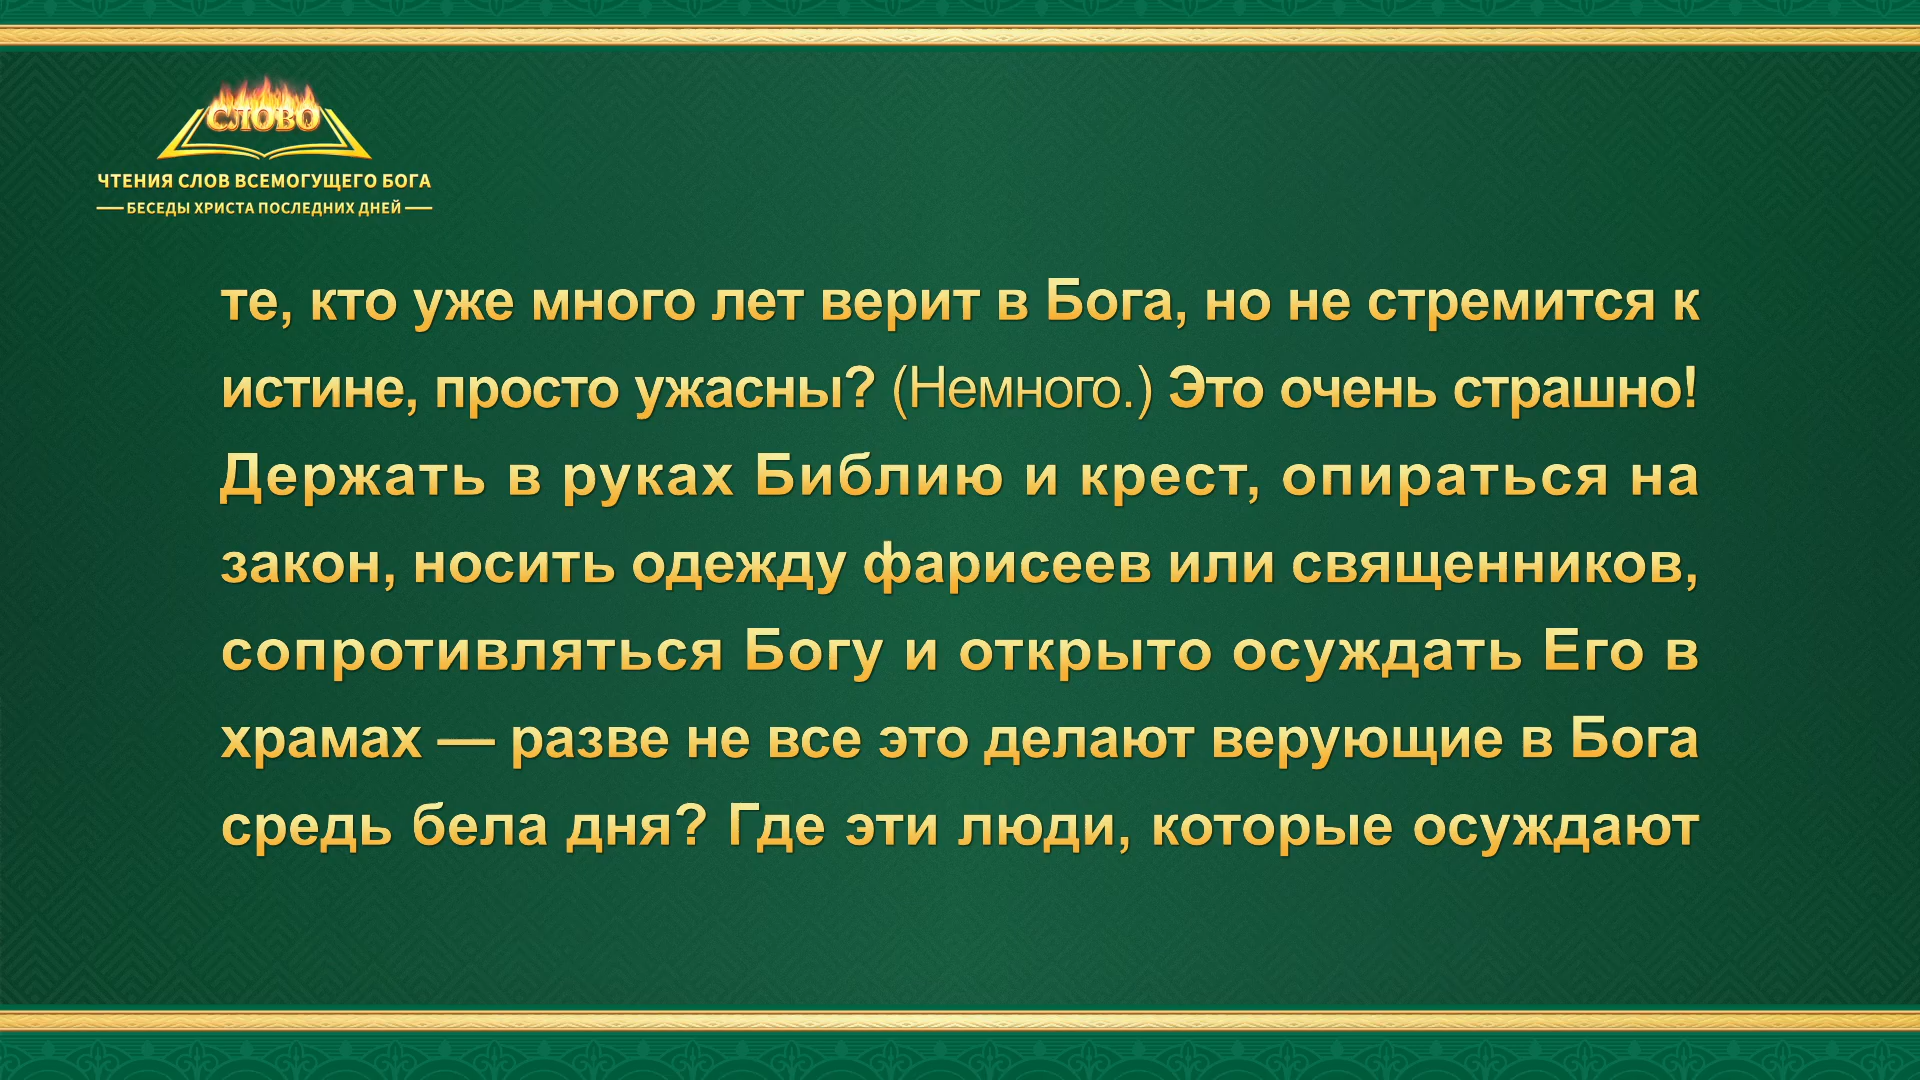 СЛОВО
ЧТЕНИЯ СЛОВ ВСЕМОГУЩЕГО БОГА
БЕСЕДЫ ХРИСТА ПОСЛЕДНИХ ДНЕЙ
те, кто уже много лет верит в Бога, но не стремится к
истине, просто ужасны? (Немного.) Это очень страшно!
Держать в руках Библию и крест, опираться на
закон, носить одежду фарисеев или священников,
сопротивляться Богу и открыто осуждать Его в
храмах — разве не все это делают верующие в Бога
средь бела дня? Где эти люди, которые осуждают